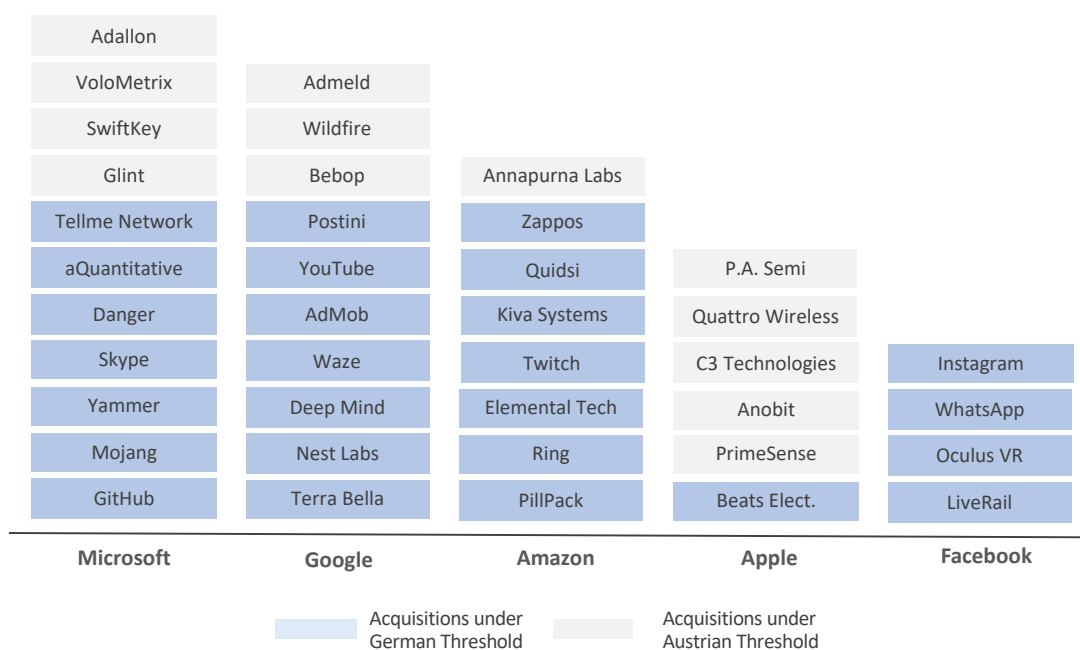 Adallon
VoloMetrix
SwiftKey
Glint
Tellme Network
aQuantitative
Danger
Skype
Yammer
Mojang
GitHub
Microsoft
Admeld
Wildfire
Bebop
Postini
YouTube
AdMob
Waze
Deep Mind
Nest Labs
Terra Bella
Google
Annapurna Labs
Zappos
Quidsi
Kiva Systems
Twitch
Elemental Tech
Ring
PillPack
Amazon
P.A. Semi
Quattro Wireless
C3 Technologies
Anobit
PrimeSense
Beats Elect.
Apple
Instagram
WhatsApp
Oculus VR
LiveRail
Facebook
Acquisitions under
German Threshold
Acquisitions under
Austrian Threshold